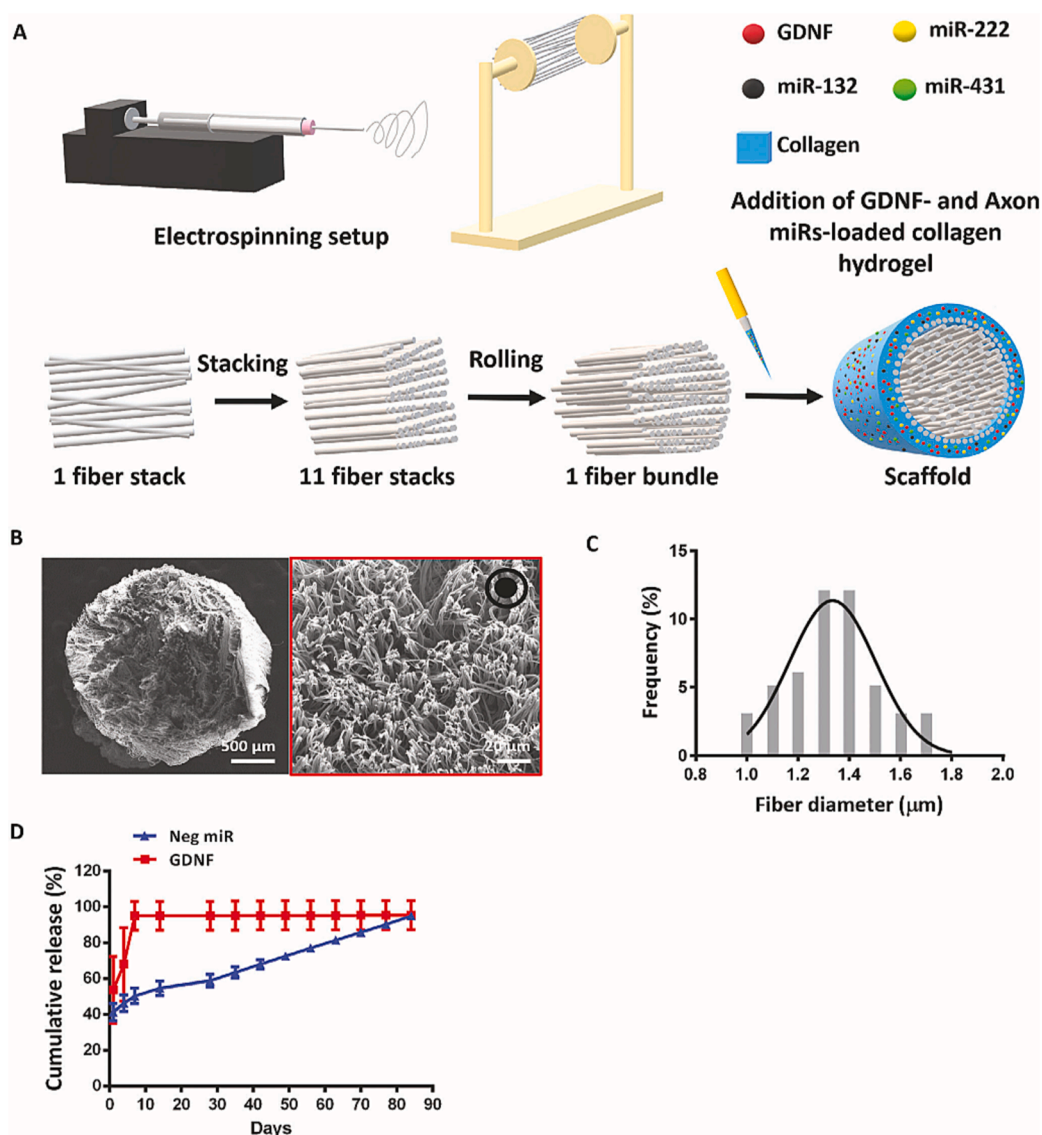 A
GDNF
miR-222
miR-132
miR-431
Collagen
Electrospinning setup
Addition of GDNF- and Axon
miRs-loaded collagen
hydrogel
Stacking
Rolling
1 fiber stack
11 fiber stacks
1 fiber bundle
Scaffold
B
500 μm
20 μm
C
15
10
5
0
Frequency (%)
0.8
1.0
1.2
1.4
1.6
1.8
2.0
Fiber diameter (μm)
D
Neg miR
GDNF
120
100
80
60
40
20
0
Cumulative release (%)
0
10
20
30
40
50
60
70
80
90
Days